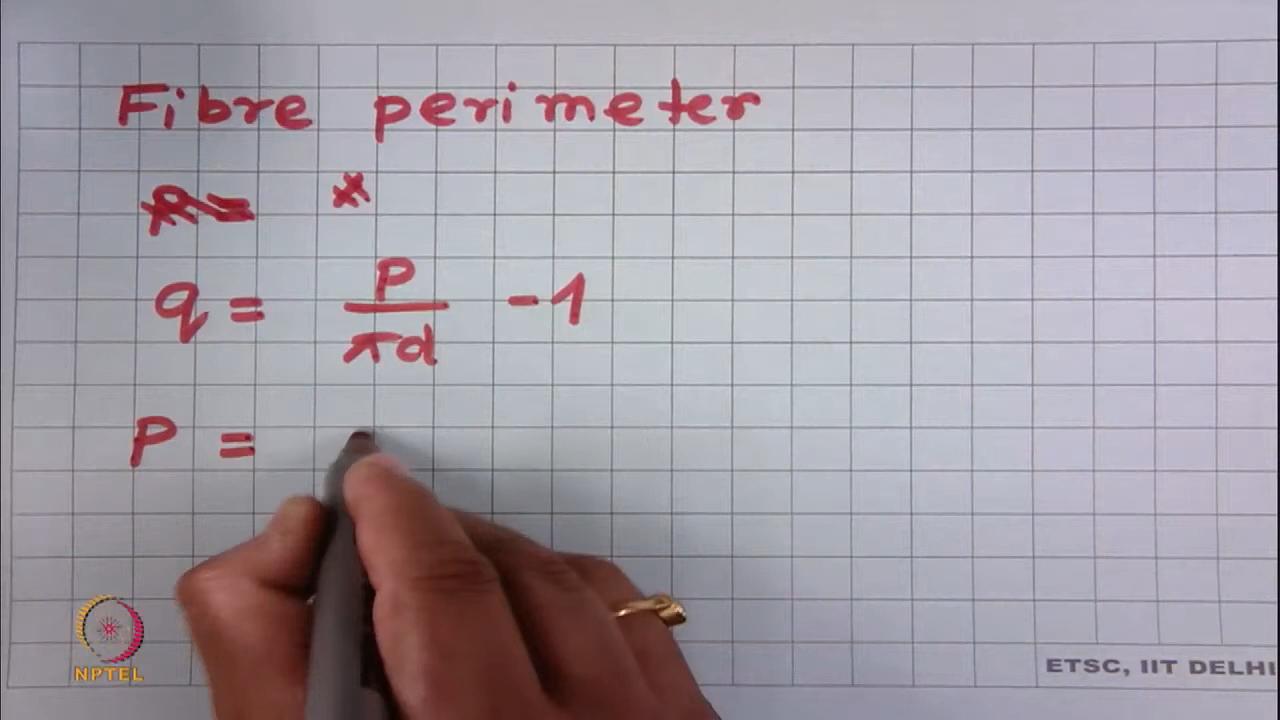 Fibre perimeter
q = p / πd - 1
P =
NPTEL
ETSC, IIT DELHI